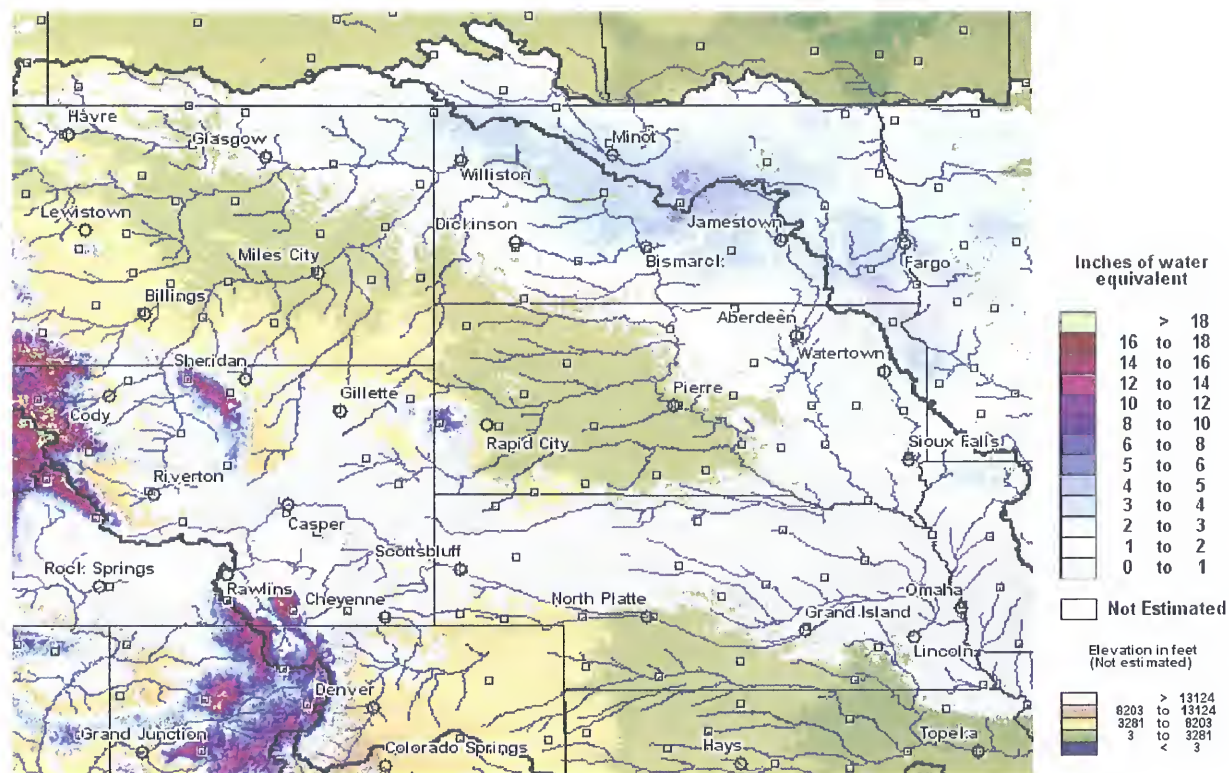 Havre
Glasgow
Minot
Williston
Lewistown
Dickinson
Jamestown
Miles City
Bismarck
Fargo
Billings
Aberdeen
Watertown
Sheridan
Cody
Gillette
Pierre
Rapid City
Sioux Falls
Riverton
Casper
Rock Springs
Scottsbluff
Rawlins
Cheyenne
North Platte
Grand Island
Omaha
Lincoln
Denver
Grand Junction
Colorado Springs
Hays
Topeka
Inches of water
equivalent
> 18
16 to 18
14 to 16
12 to 14
10 to 12
8 to 10
6 to 8
5 to 6
4 to 5
3 to 4
2 to 3
1 to 2
0 to 1
Not Estimated
Elevation in feet
(Not estimated)
> 13124
8203 to 13124
3281 to 8203
3 to 3281
< 3